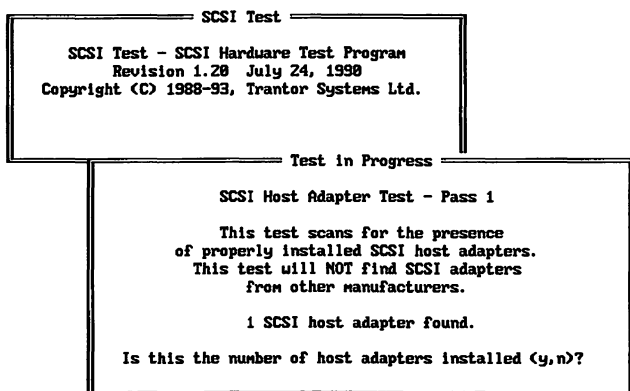 SCSI Test
SCSI Test - SCSI Hardware Test Program
Revision 1.20 July 24, 1990
Copyright (C) 1988-93, Trantor Systems Ltd.
Test in Progress
SCSI Host Adapter Test - Pass 1
This test scans for the presence
of properly installed SCSI host adapters.
This test will NOT find SCSI adapters
from other manufacturers.
1 SCSI host adapter found.
Is this the number of host adapters installed (y,n)?